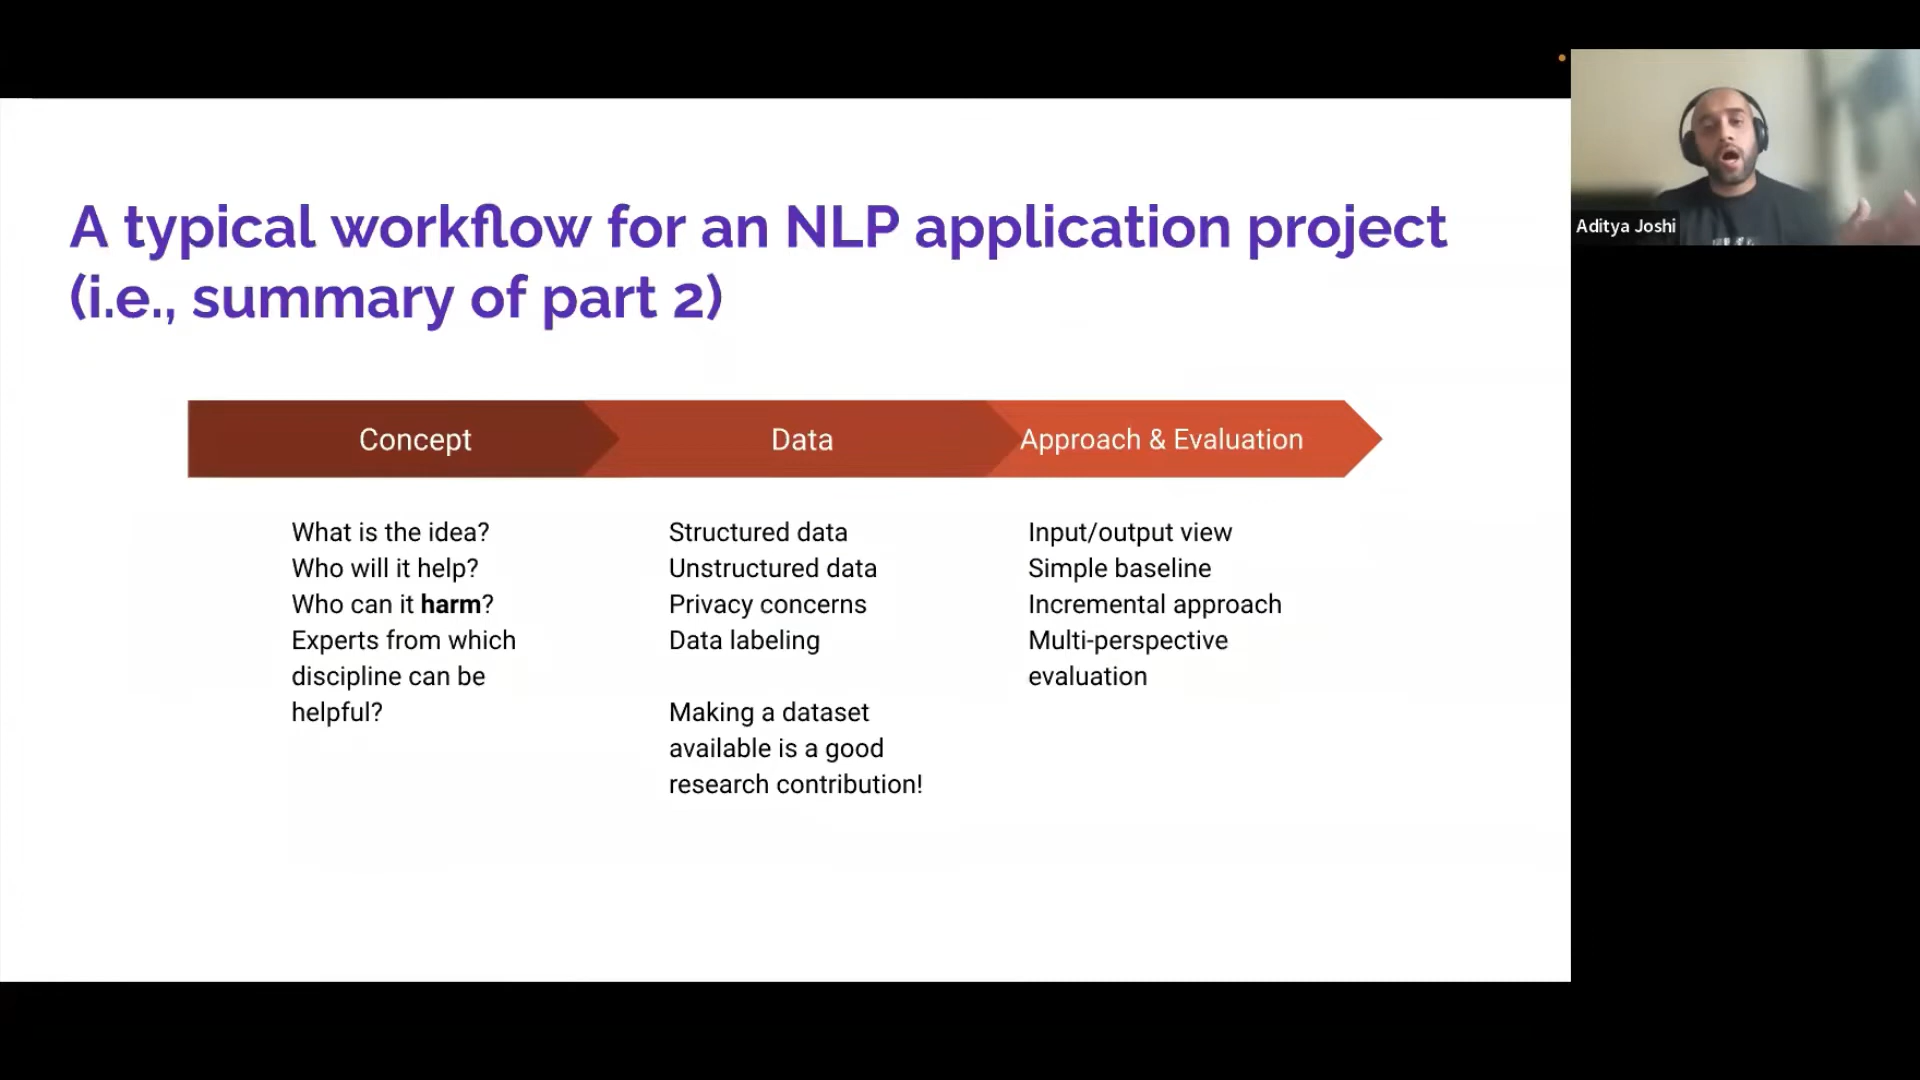 A typical workflow for an NLP application project
(i.e., summary of part 2)
Concept
Data
Approach & Evaluation
What is the idea?
Who will it help?
Who can it harm?
Experts from which
discipline can be
helpful?
Structured data
Unstructured data
Privacy concerns
Data labeling
Making a dataset
available is a good
research contribution!
Input/output view
Simple baseline
Incremental approach
Multi-perspective
evaluation
Aditya Joshi